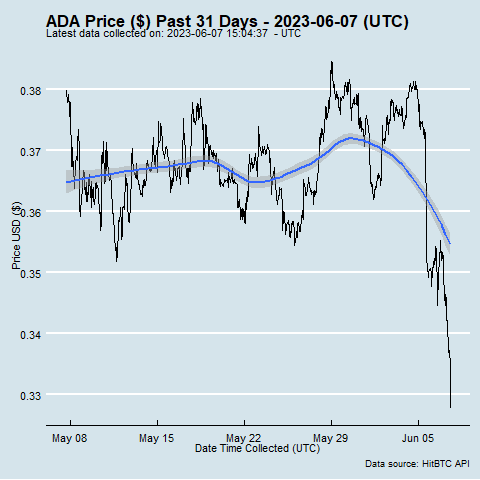 ADA Price ($) Past 31 Days - 2023-06-07 (UTC)
Latest data collected on: 2023-06-07 15:04:37 - UTC
0.38
0.37
0.36
0.35
0.34
0.33
Price USD ($)
May 08
May 15
May 22
May 29
Jun 05
Date Time Collected (UTC)
Data source: HitBTC API